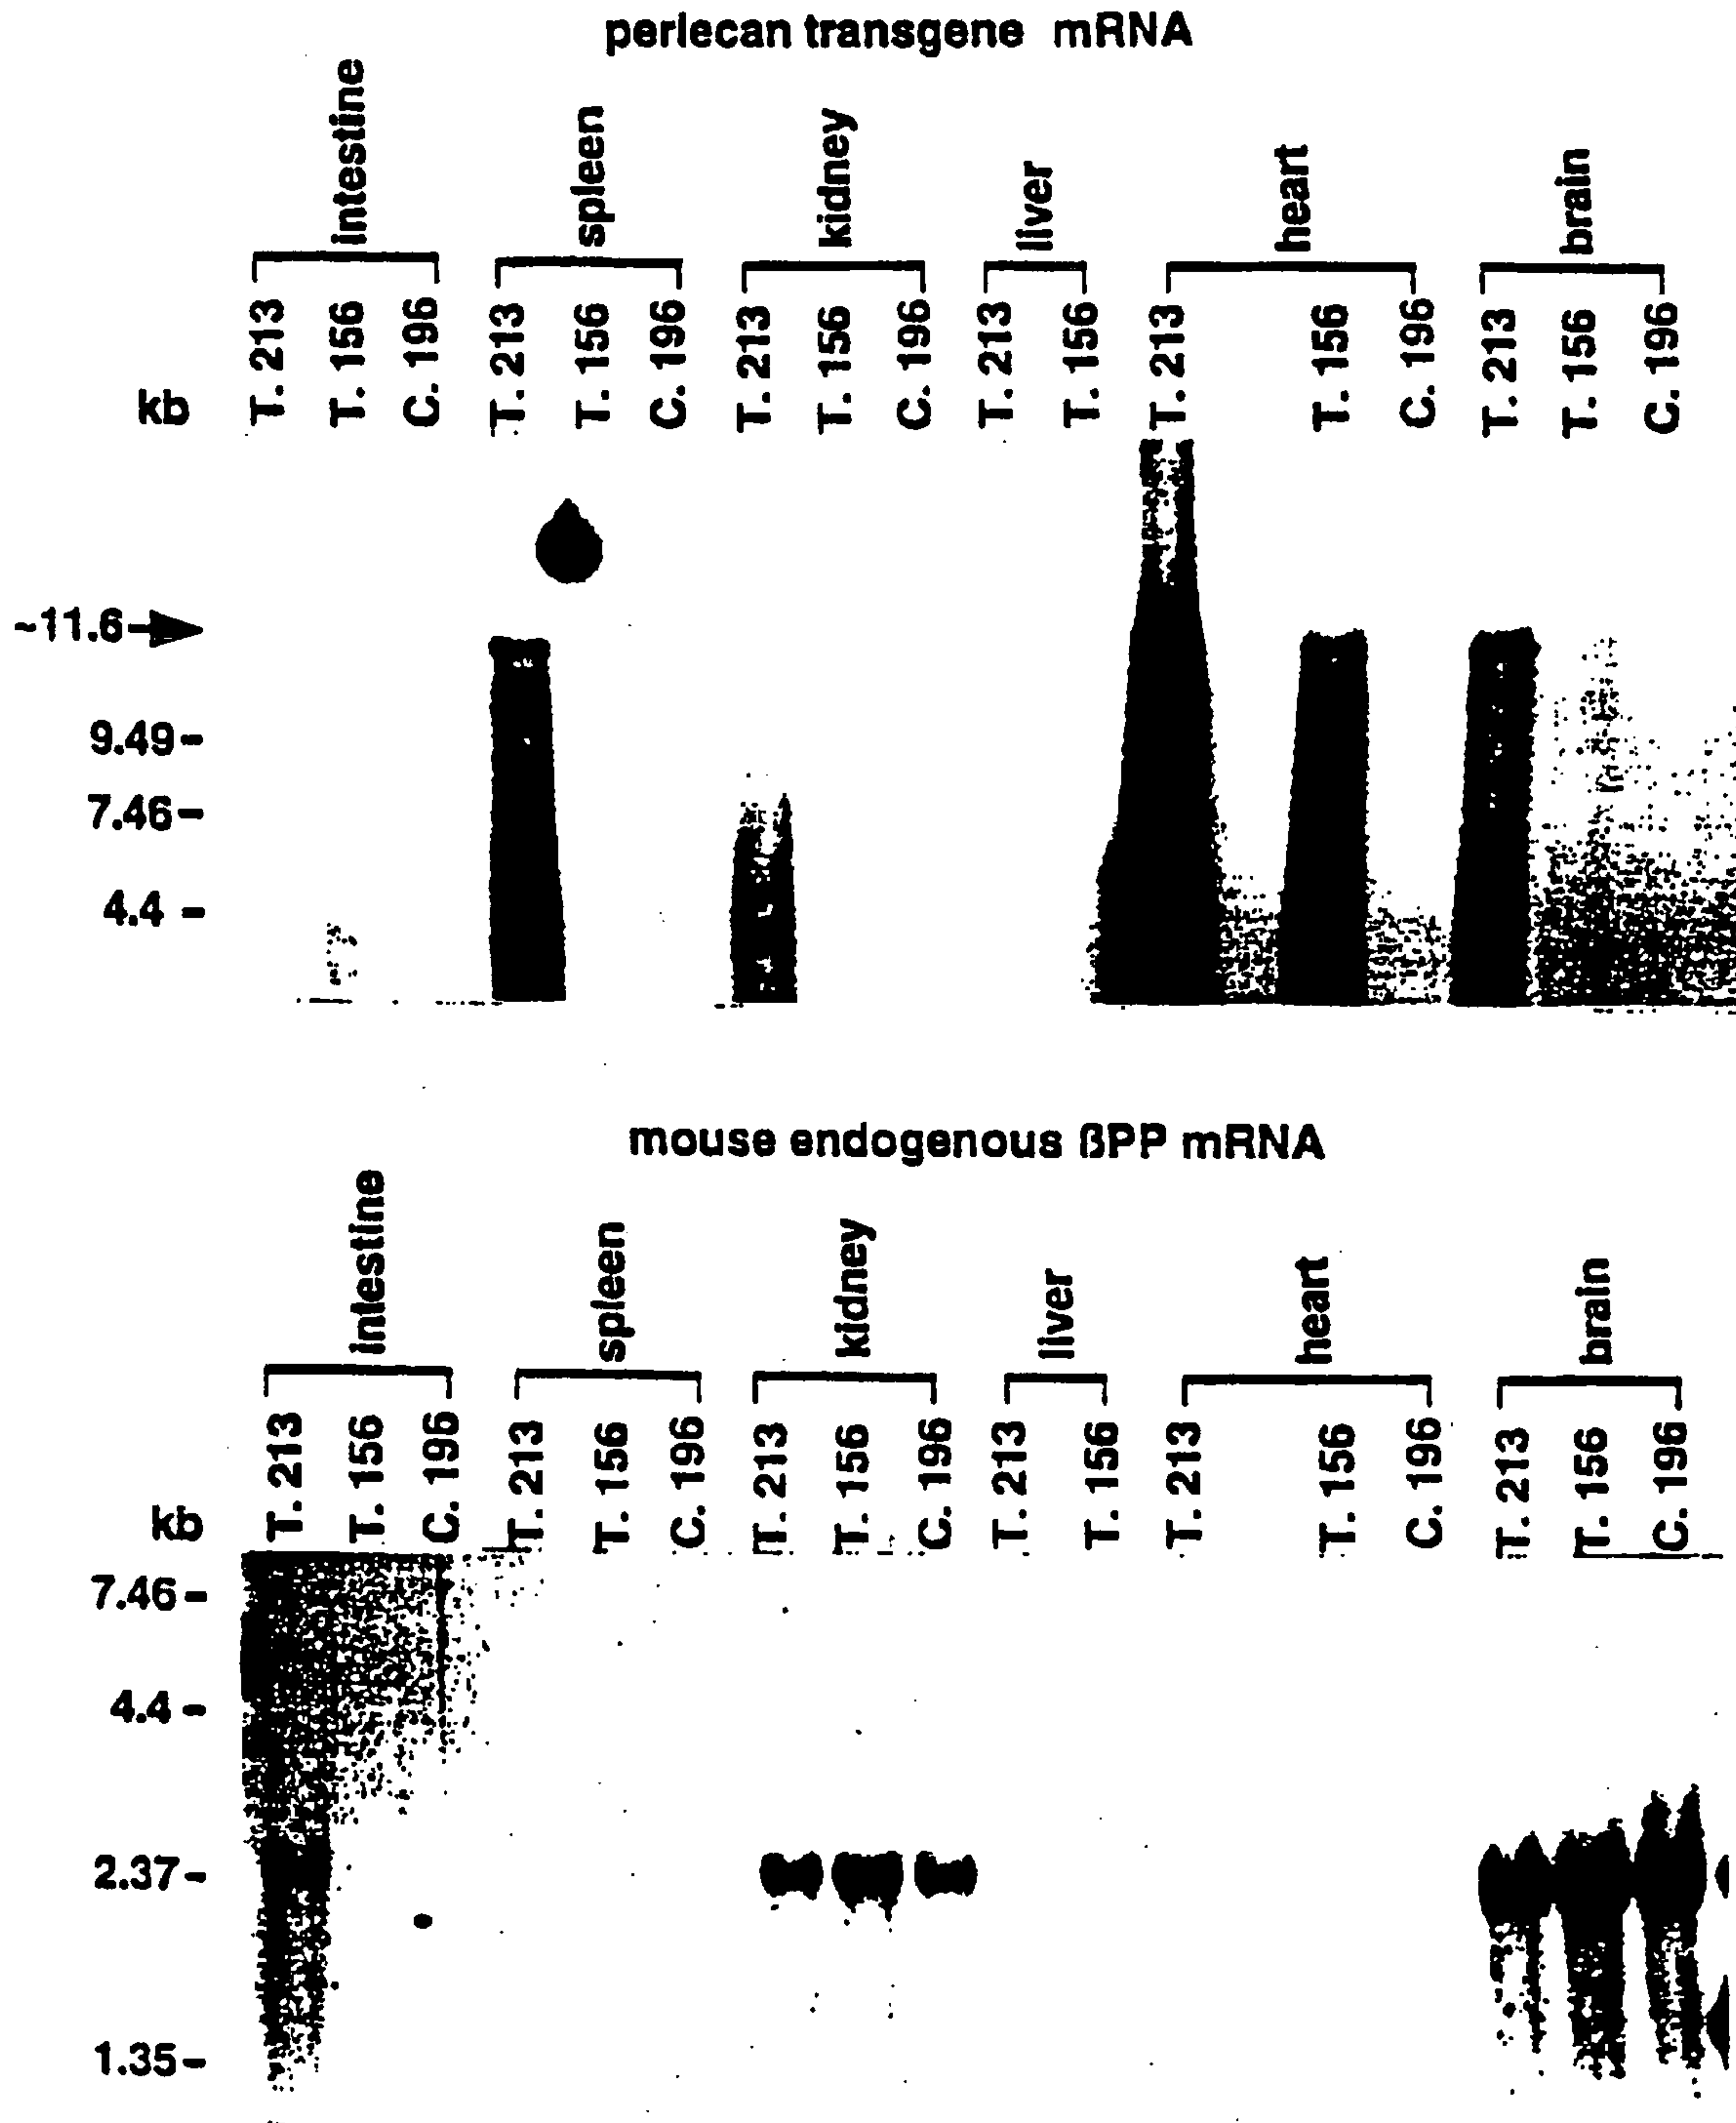 perlecan transgene mRNA
intestine spleen kidney liver heart brain
kb T. 213 T. 156 C. 196 T. 213 T. 156 C. 196 T. 213 T. 156 C. 196 T. 213 T. 156 T. 213 T. 156 C. 196 T. 213 T. 156 C. 196
~11.6
9.49-
7.46-
4.4 -
mouse endogenous ßPP mRNA
intestine spleen kidney liver heart brain
kb T. 213 T. 156 C. 196 T. 213 T. 156 C. 196 T. 213 T. 156 C. 196 T. 213 T. 156 T. 213 T. 156 C. 196 T. 213 T. 156 C. 196
7.46-
4.4 -
2.37-
1.35-